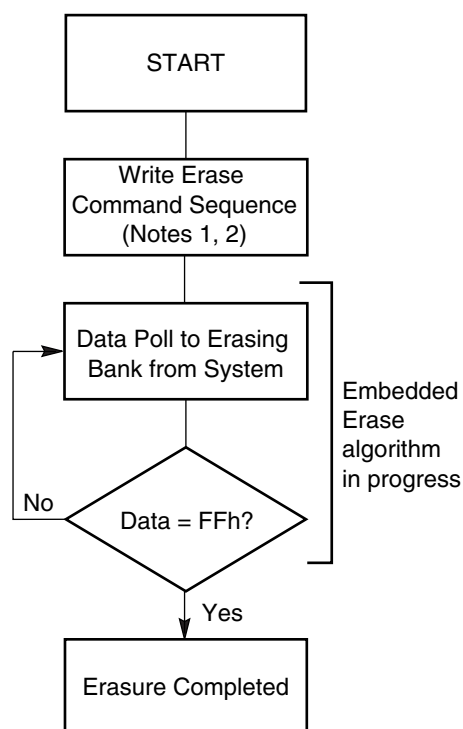 START
Write Erase
Command Sequence
(Notes 1, 2)
Data Poll to Erasing
Bank from System
Embedded
Erase
algorithm
in progress
No
Data = FFh?
Yes
Erasure Completed